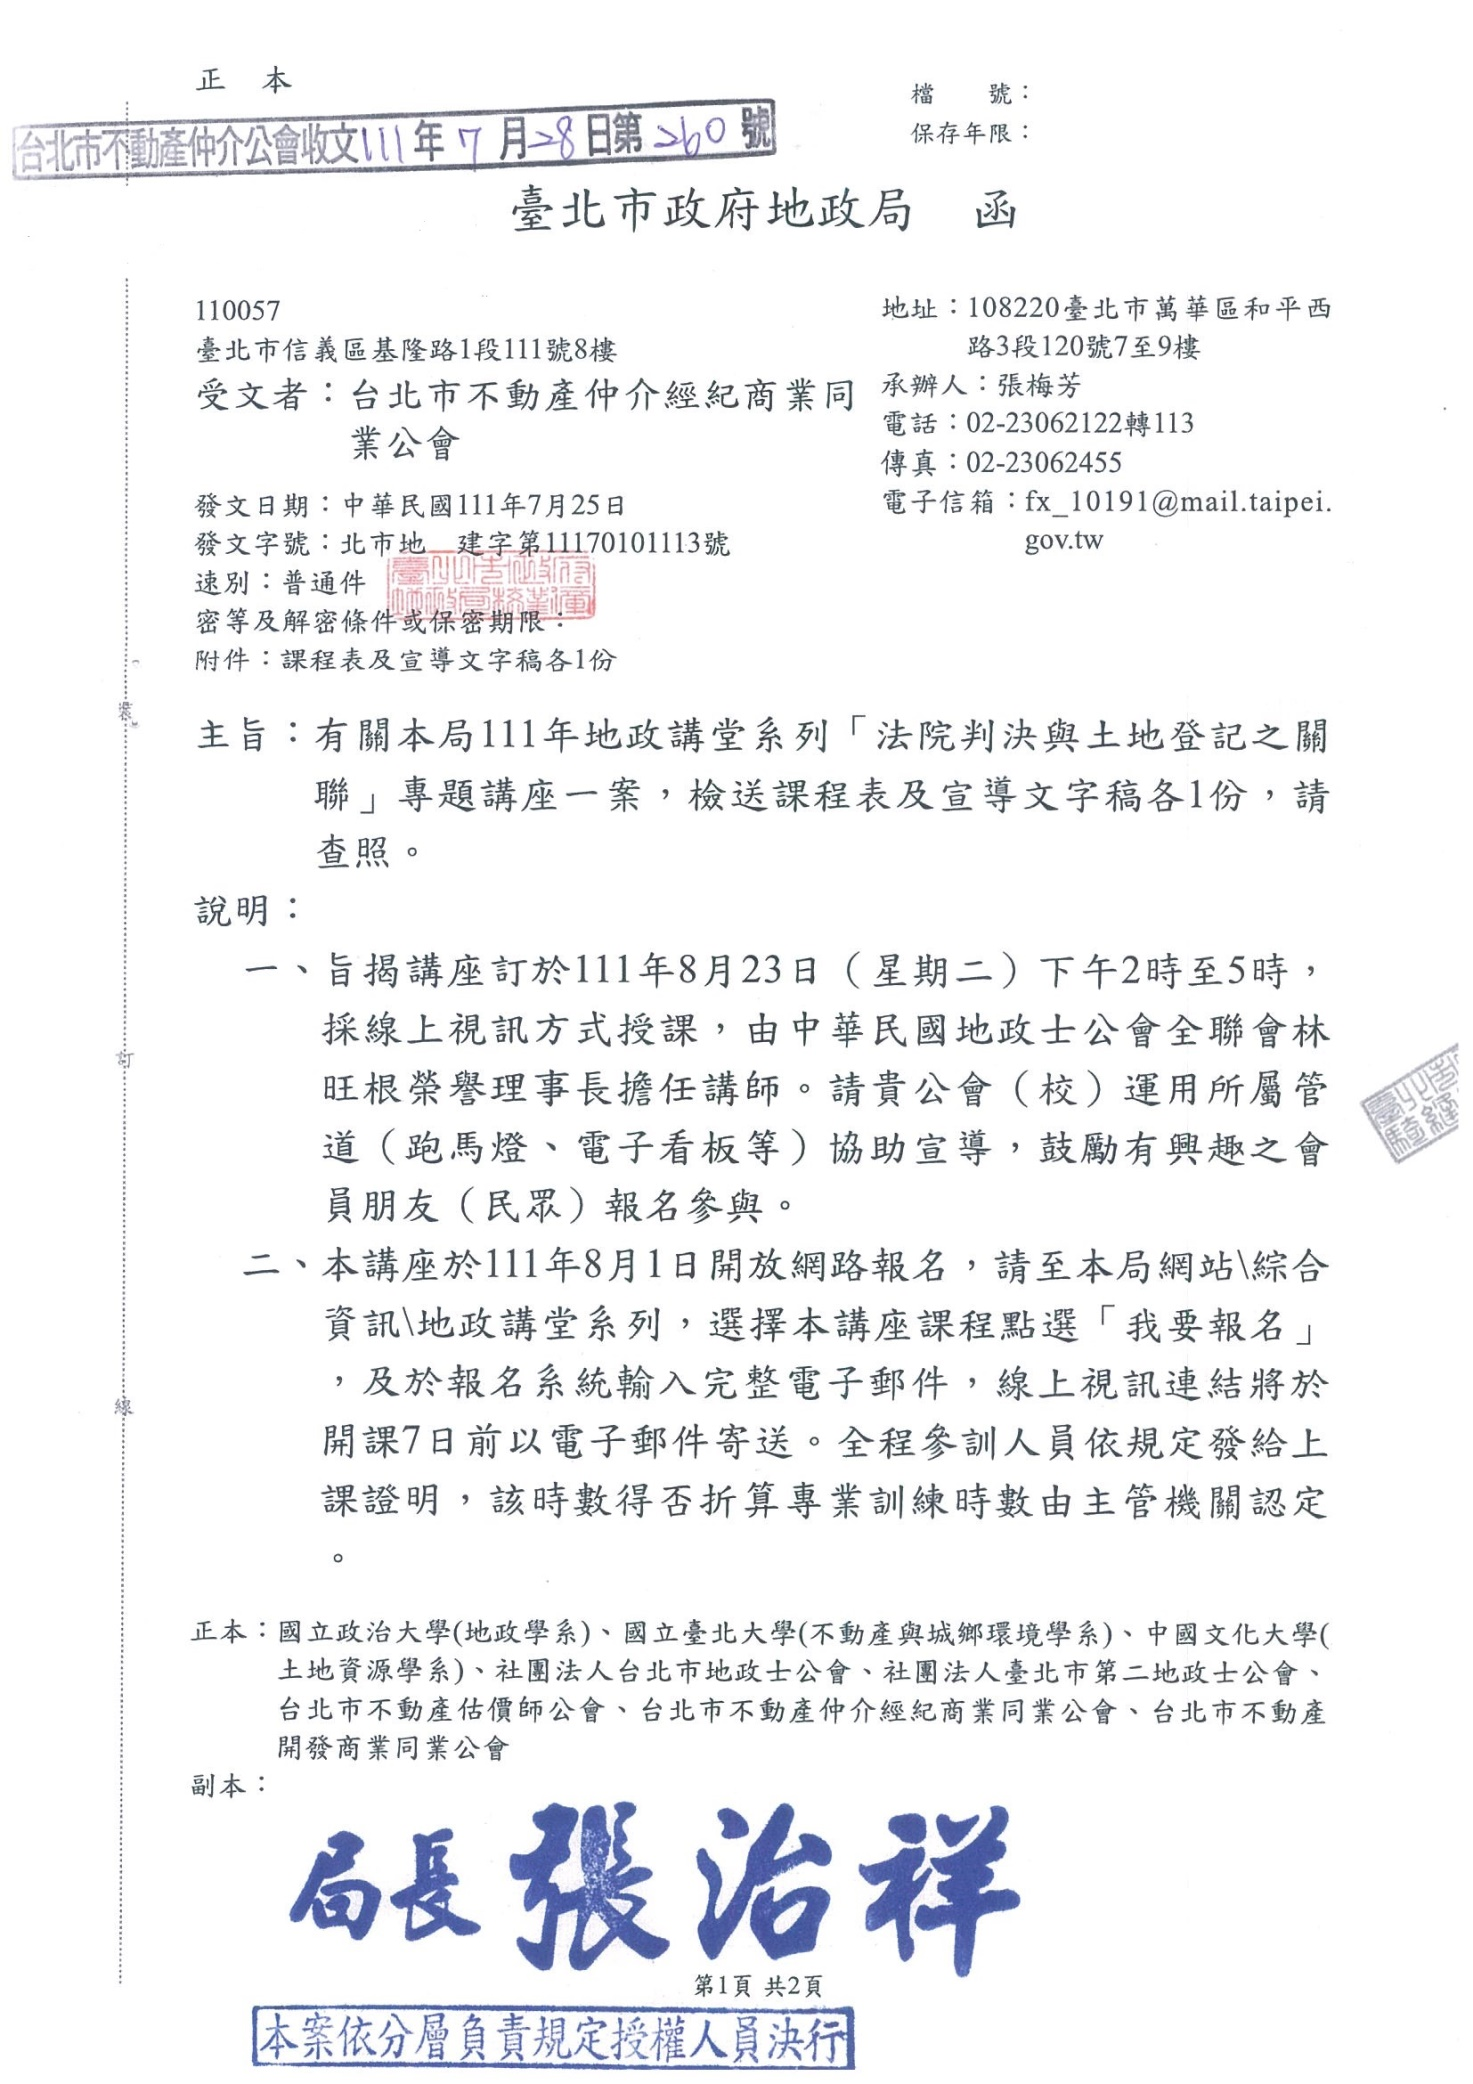 正　本
檔　　號：
保存年限：
台北市不動產仲介公會收文111年7月28日第260號
臺北市政府地政局　函
110057
臺北市信義區基隆路1段111號8樓
受文者：台北市不動產仲介經紀商業同
業公會
地址：108220臺北市萬華區和平西
路3段120號7至9樓
承辦人：張梅芳
電話：02-23062122轉113
傳真：02-23062455
電子信箱：fx_10191@mail.taipei.
gov.tw
發文日期：中華民國111年7月25日
發文字號：北市地　建字第11170101113號
速別：普通件
密等及解密條件或保密期限：
附件：課程表及宣導文字稿各1份
主旨：有關本局111年地政講堂系列「法院判決與土地登記之關
聯」專題講座一案，檢送課程表及宣導文字稿各1份，請
查照。
說明：
一、旨揭講座訂於111年8月23日（星期二）下午2時至5時，
採線上視訊方式授課，由中華民國地政士公會全聯會林
旺根榮譽理事長擔任講師。請貴公會（校）運用所屬管
道（跑馬燈、電子看板等）協助宣導，鼓勵有興趣之會
員朋友（民眾）報名參與。
二、本講座於111年8月1日開放網路報名，請至本局網站\綜合
資訊\地政講堂系列，選擇本講座課程點選「我要報名」
，及於報名系統輸入完整電子郵件，線上視訊連結將於
開課7日前以電子郵件寄送。全程參訓人員依規定發給上
課證明，該時數得否折算專業訓練時數由主管機關認定
。
裝
訂
線
正本：國立政治大學(地政學系)、國立臺北大學(不動產與城鄉環境學系)、中國文化大學(
土地資源學系)、社團法人台北市地政士公會、社團法人臺北市第二地政士公會、
台北市不動產估價師公會、台北市不動產仲介經紀商業同業公會、台北市不動產
開發商業同業公會
副本：
局長張治祥
第1頁 共2頁
本案依分層負責規定授權人員決行